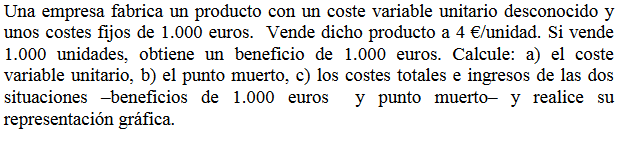 Una empresa fabrica un producto con un coste variable unitario desconocido y
unos costes fijos de 1.000 euros. Vende dicho producto a 4 €/unidad. Si vende
1.000 unidades, obtiene un beneficio de 1.000 euros. Calcule: a) el coste
variable unitario, b) el punto muerto, c) los costes totales e ingresos de las dos
situaciones –beneficios de 1.000 euros y punto muerto– y realice su
representación gráfica.